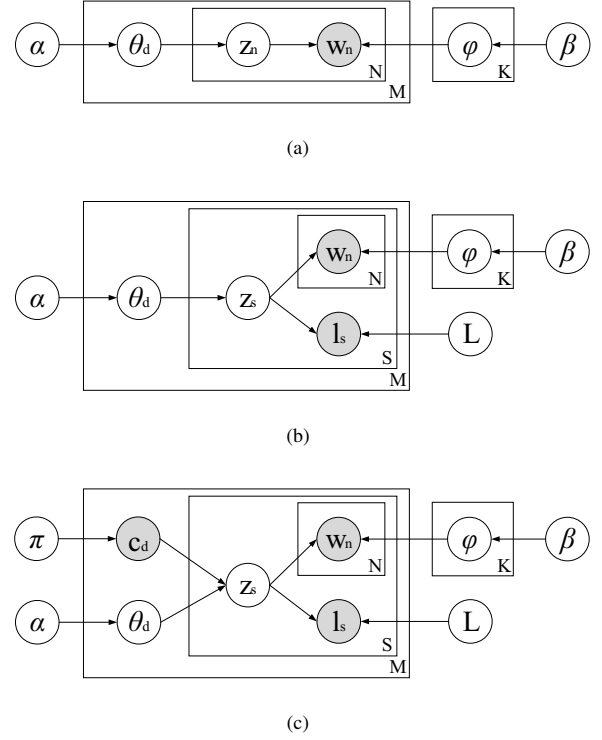 α θd zn wn φ β
N K
M
(a)
wn φ β
N K
α θd zs
ls L
S
M
(b)
π cd wn φ β
N K
zs
α θd ls L
S
M
(c)